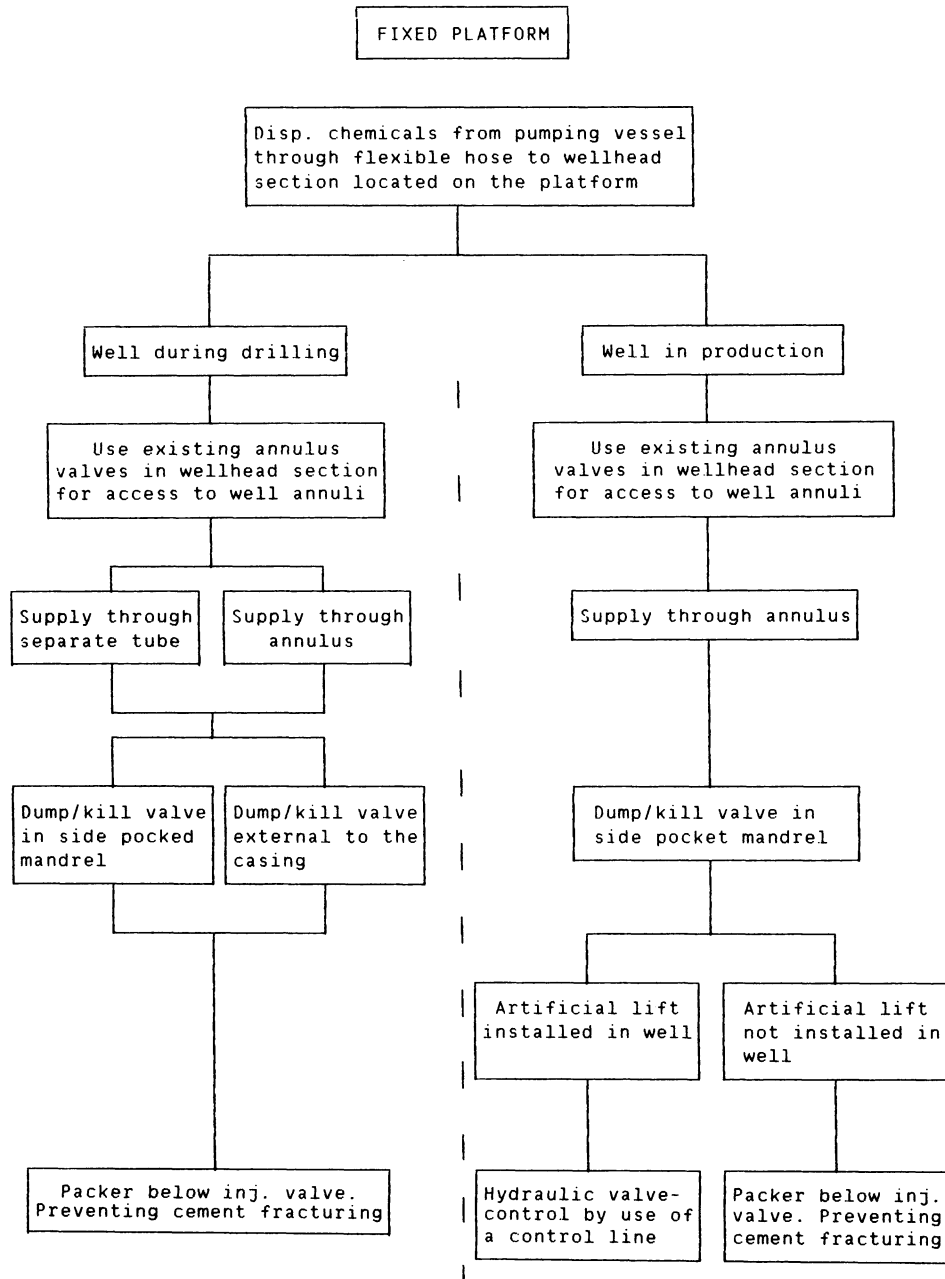 FIXED PLATFORM
Disp. chemicals from pumping vessel
through flexible hose to wellhead
section located on the platform
Well during drilling
Well in production
Use existing annulus
valves in wellhead section
for access to well annuli
Use existing annulus
valves in wellhead section
for access to well annuli
Supply through
separate tube
Supply through
annulus
Supply through annulus
Dump/kill valve
in side pocked
mandrel
Dump/kill valve
external to the
casing
Dump/kill valve in
side pocket mandrel
Artificial lift
installed in well
Artificial lift
not installed in
well
Packer below inj. valve.
Preventing cement fracturing
Hydraulic valve-
control by use of
a control line
Packer below inj.
valve. Preventing
cement fracturing